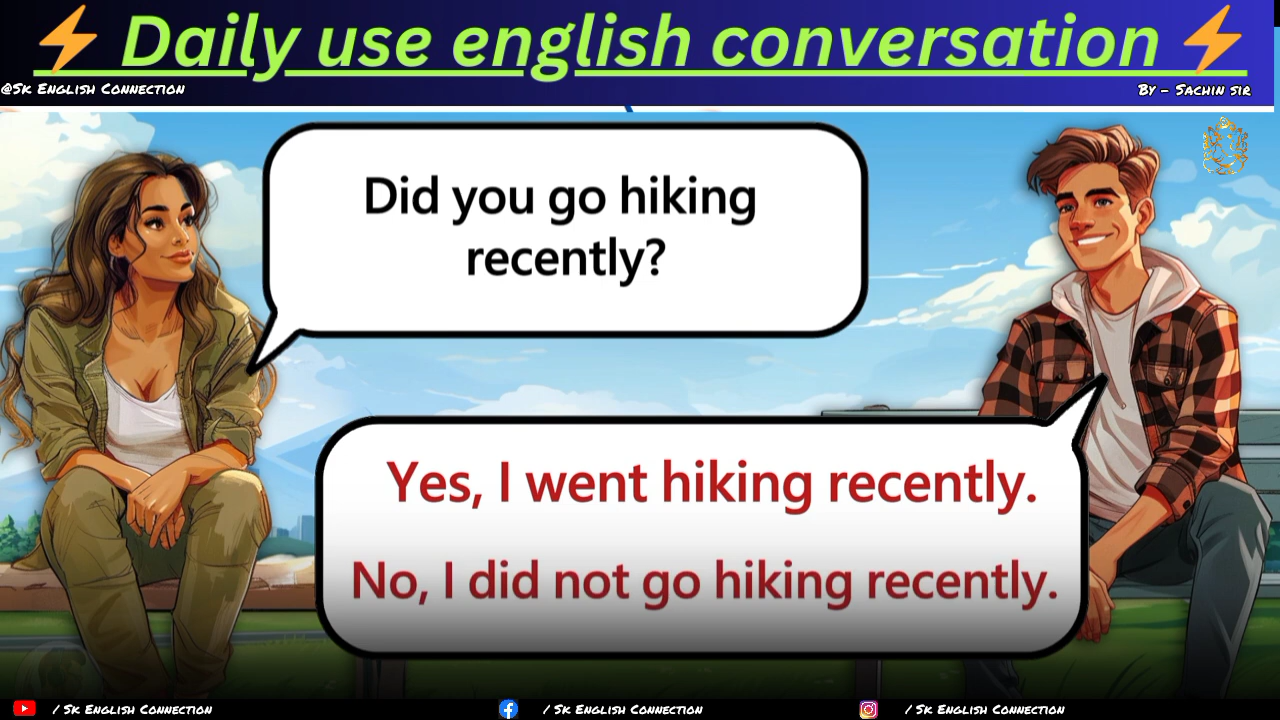 Daily use english conversation
@Sk English Connection
By - Sachin sir
Did you go hiking
recently?
Yes, I went hiking recently.
No, I did not go hiking recently.
/ Sk English Connection
/ Sk English Connection
/ Sk English Connection